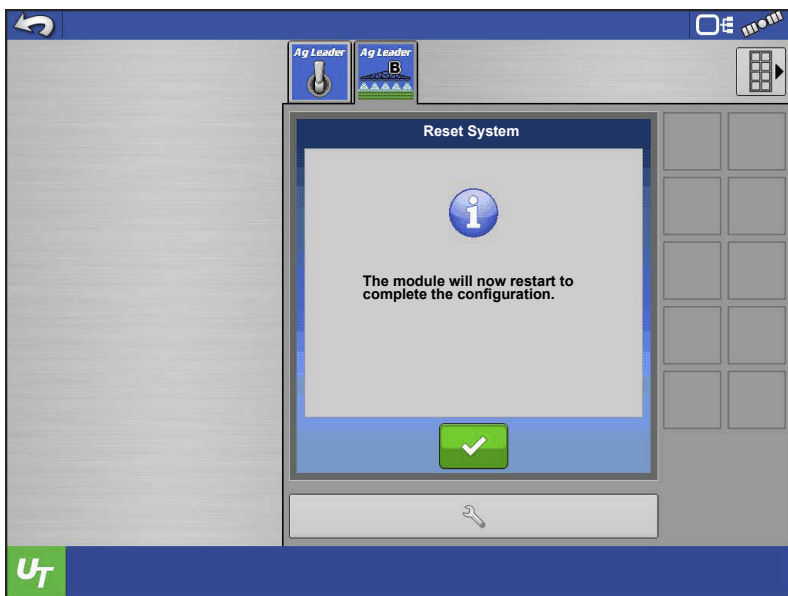 Ag Leader
Ag Leader
B
Reset System
i
The module will now restart to
complete the configuration.
UT